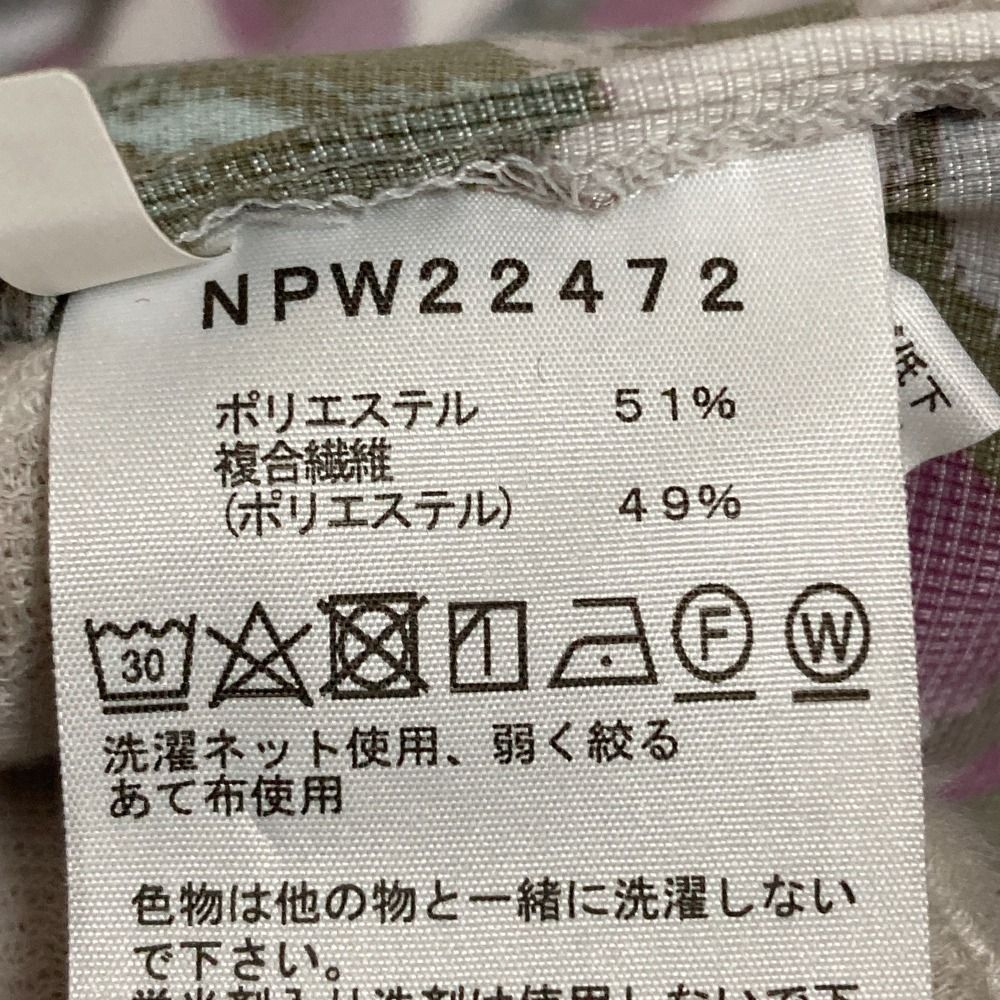 NPW22472
ポリエステル 51%
複合繊維
(ポリエステル) 49%
30 F W
洗濯ネット使用、弱く絞る
あて布使用
色物は他の物と一緒に洗濯しない
で下さい。
低下